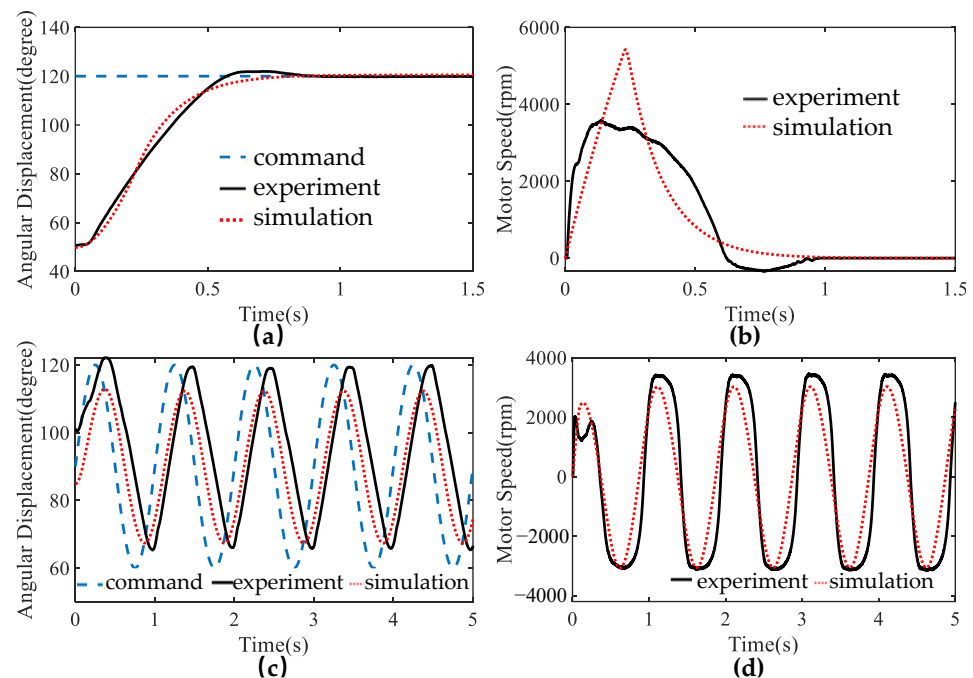 Angular Displacement(degree)
140
120
100
80
60
40
command
experiment
simulation
0
0.5
1
1.5
Time(s)
(a)
Motor Speed(rpm)
6000
4000
2000
0
experiment
simulation
0
0.5
1
1.5
Time(s)
(b)
Angular Displacement(degree)
120
100
80
60
command experiment simulation
0
1
2
3
4
5
Time(s)
(c)
Motor Speed(rpm)
4000
2000
0
−2000
−4000
experiment simulation
0
1
2
3
4
5
Time(s)
(d)